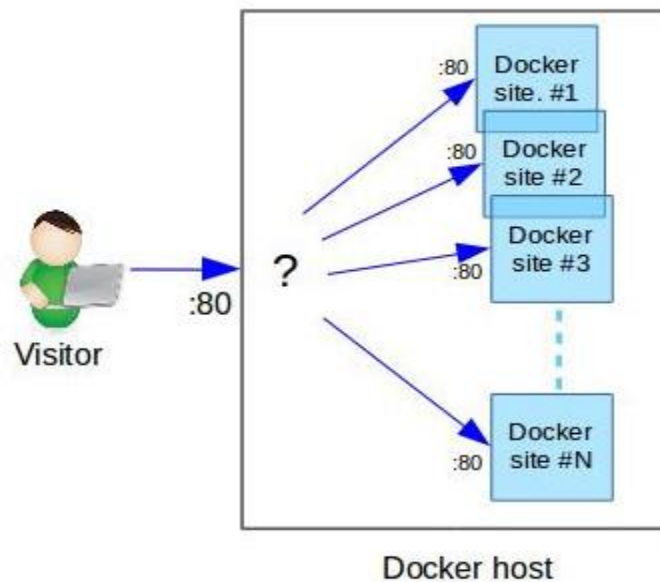 :80
Docker
site. #1
:80
Docker
site #2
Docker
site #3
:80
?
:80
Visitor
Docker
site #N
:80
Docker host